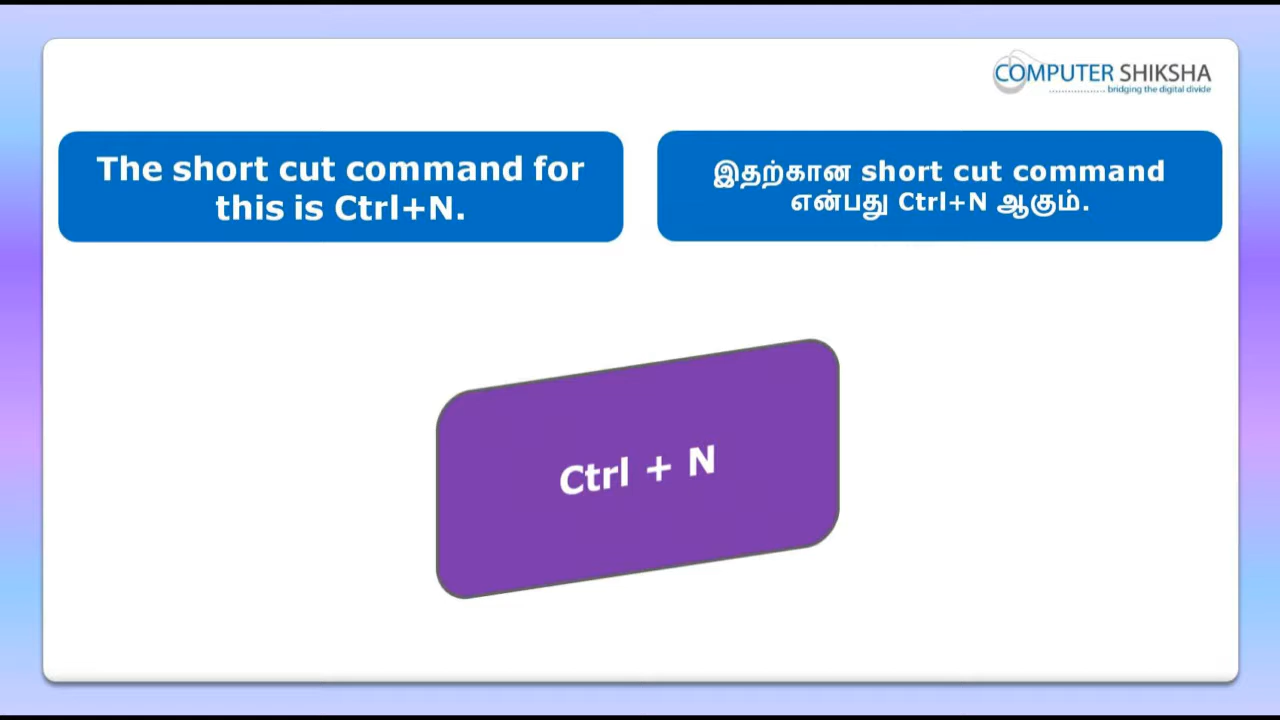 COMPUTER SHIKSHA
bridging the digital divide
The short cut command for
this is Ctrl+N.
இதற்கான short cut command
என்பது Ctrl+N ஆகும்.
Ctrl + N